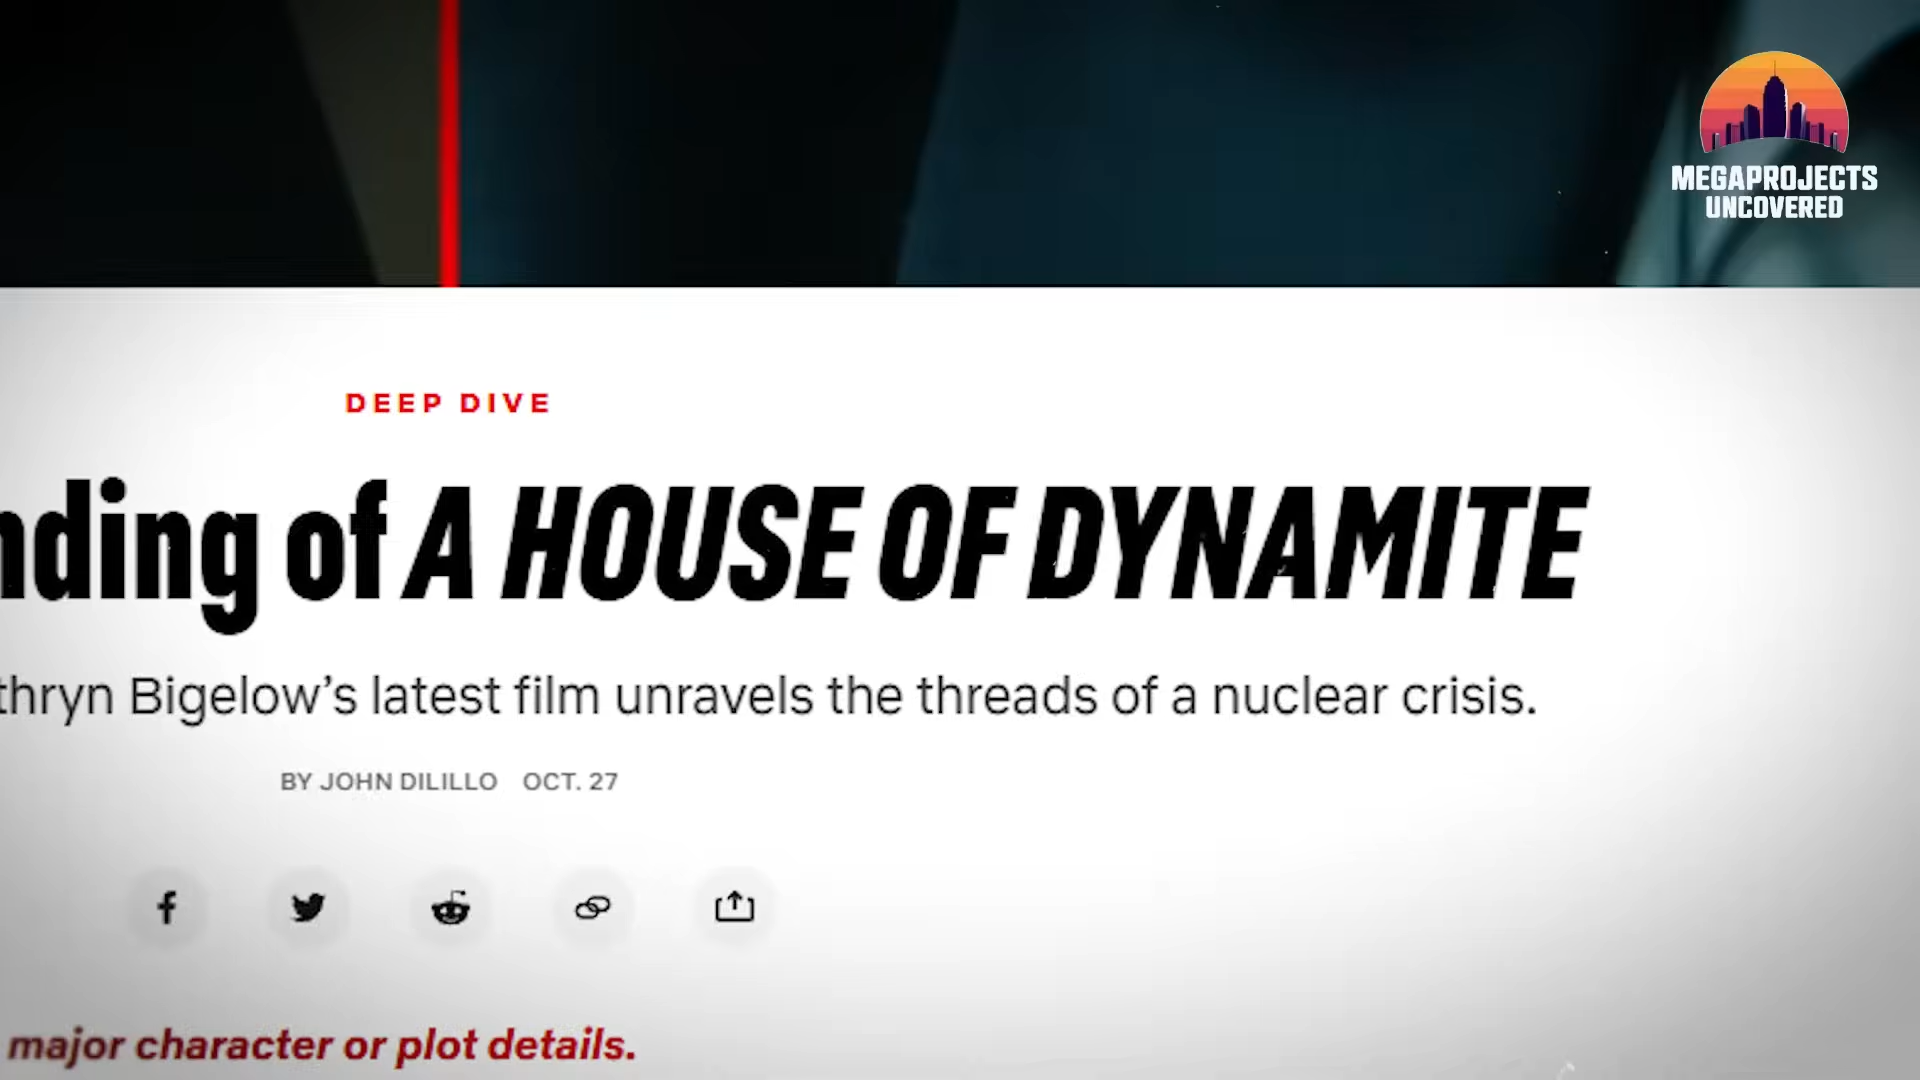 MEGAPROJECTS
UNCOVERED
DEEP DIVE
nding of A HOUSE OF DYNAMITE
thryn Bigelow’s latest film unravels the threads of a nuclear crisis.
BY JOHN DILILLO OCT. 27
major character or plot details.